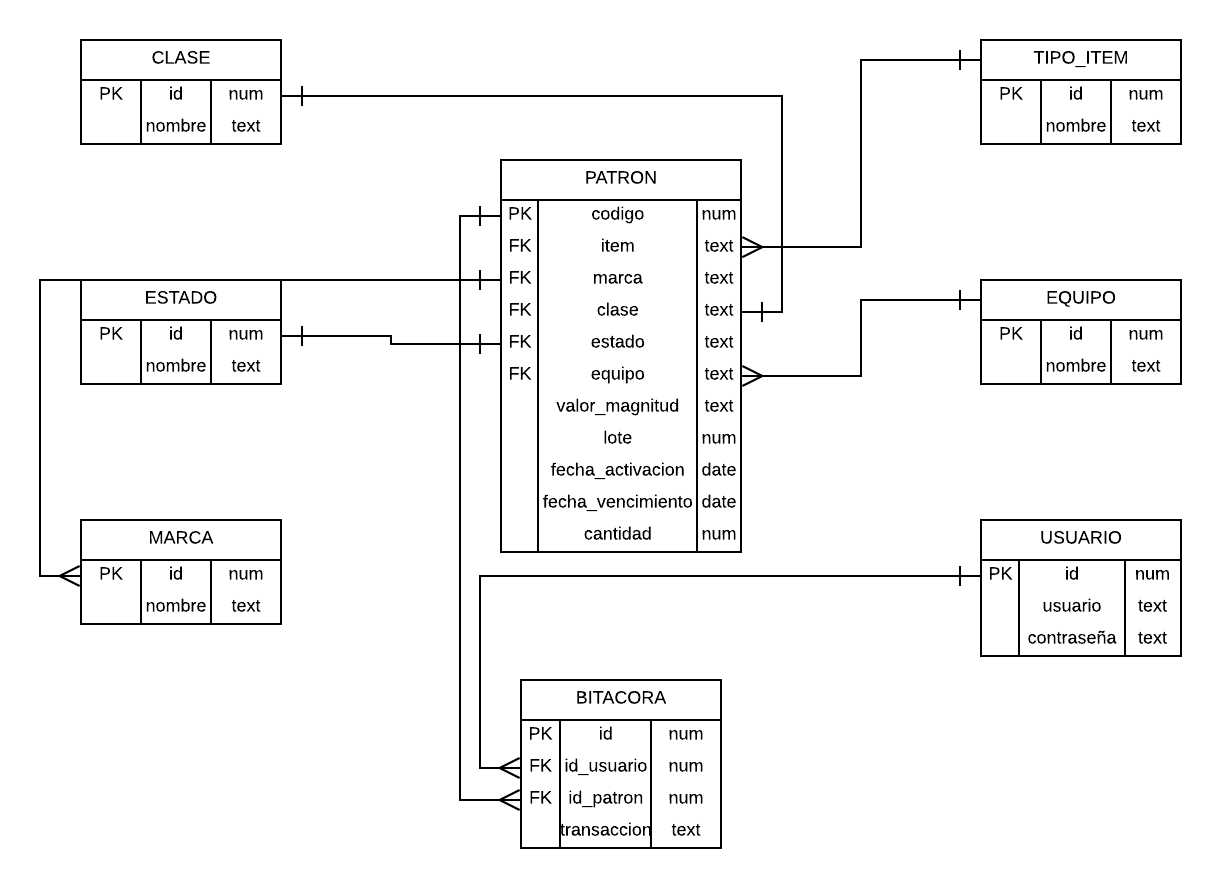 CLASE
PK id num
nombre text
TIPO_ITEM
PK id num
nombre text
PATRON
PK codigo num
FK item text
FK marca text
FK clase text
FK estado text
FK equipo text
valor_magnitud text
lote num
fecha_activacion date
fecha_vencimiento date
cantidad num
ESTADO
PK id num
nombre text
EQUIPO
PK id num
nombre text
MARCA
PK id num
nombre text
USUARIO
PK id num
usuario text
contraseña text
BITACORA
PK id num
FK id_usuario num
FK id_patron num
transaccion text